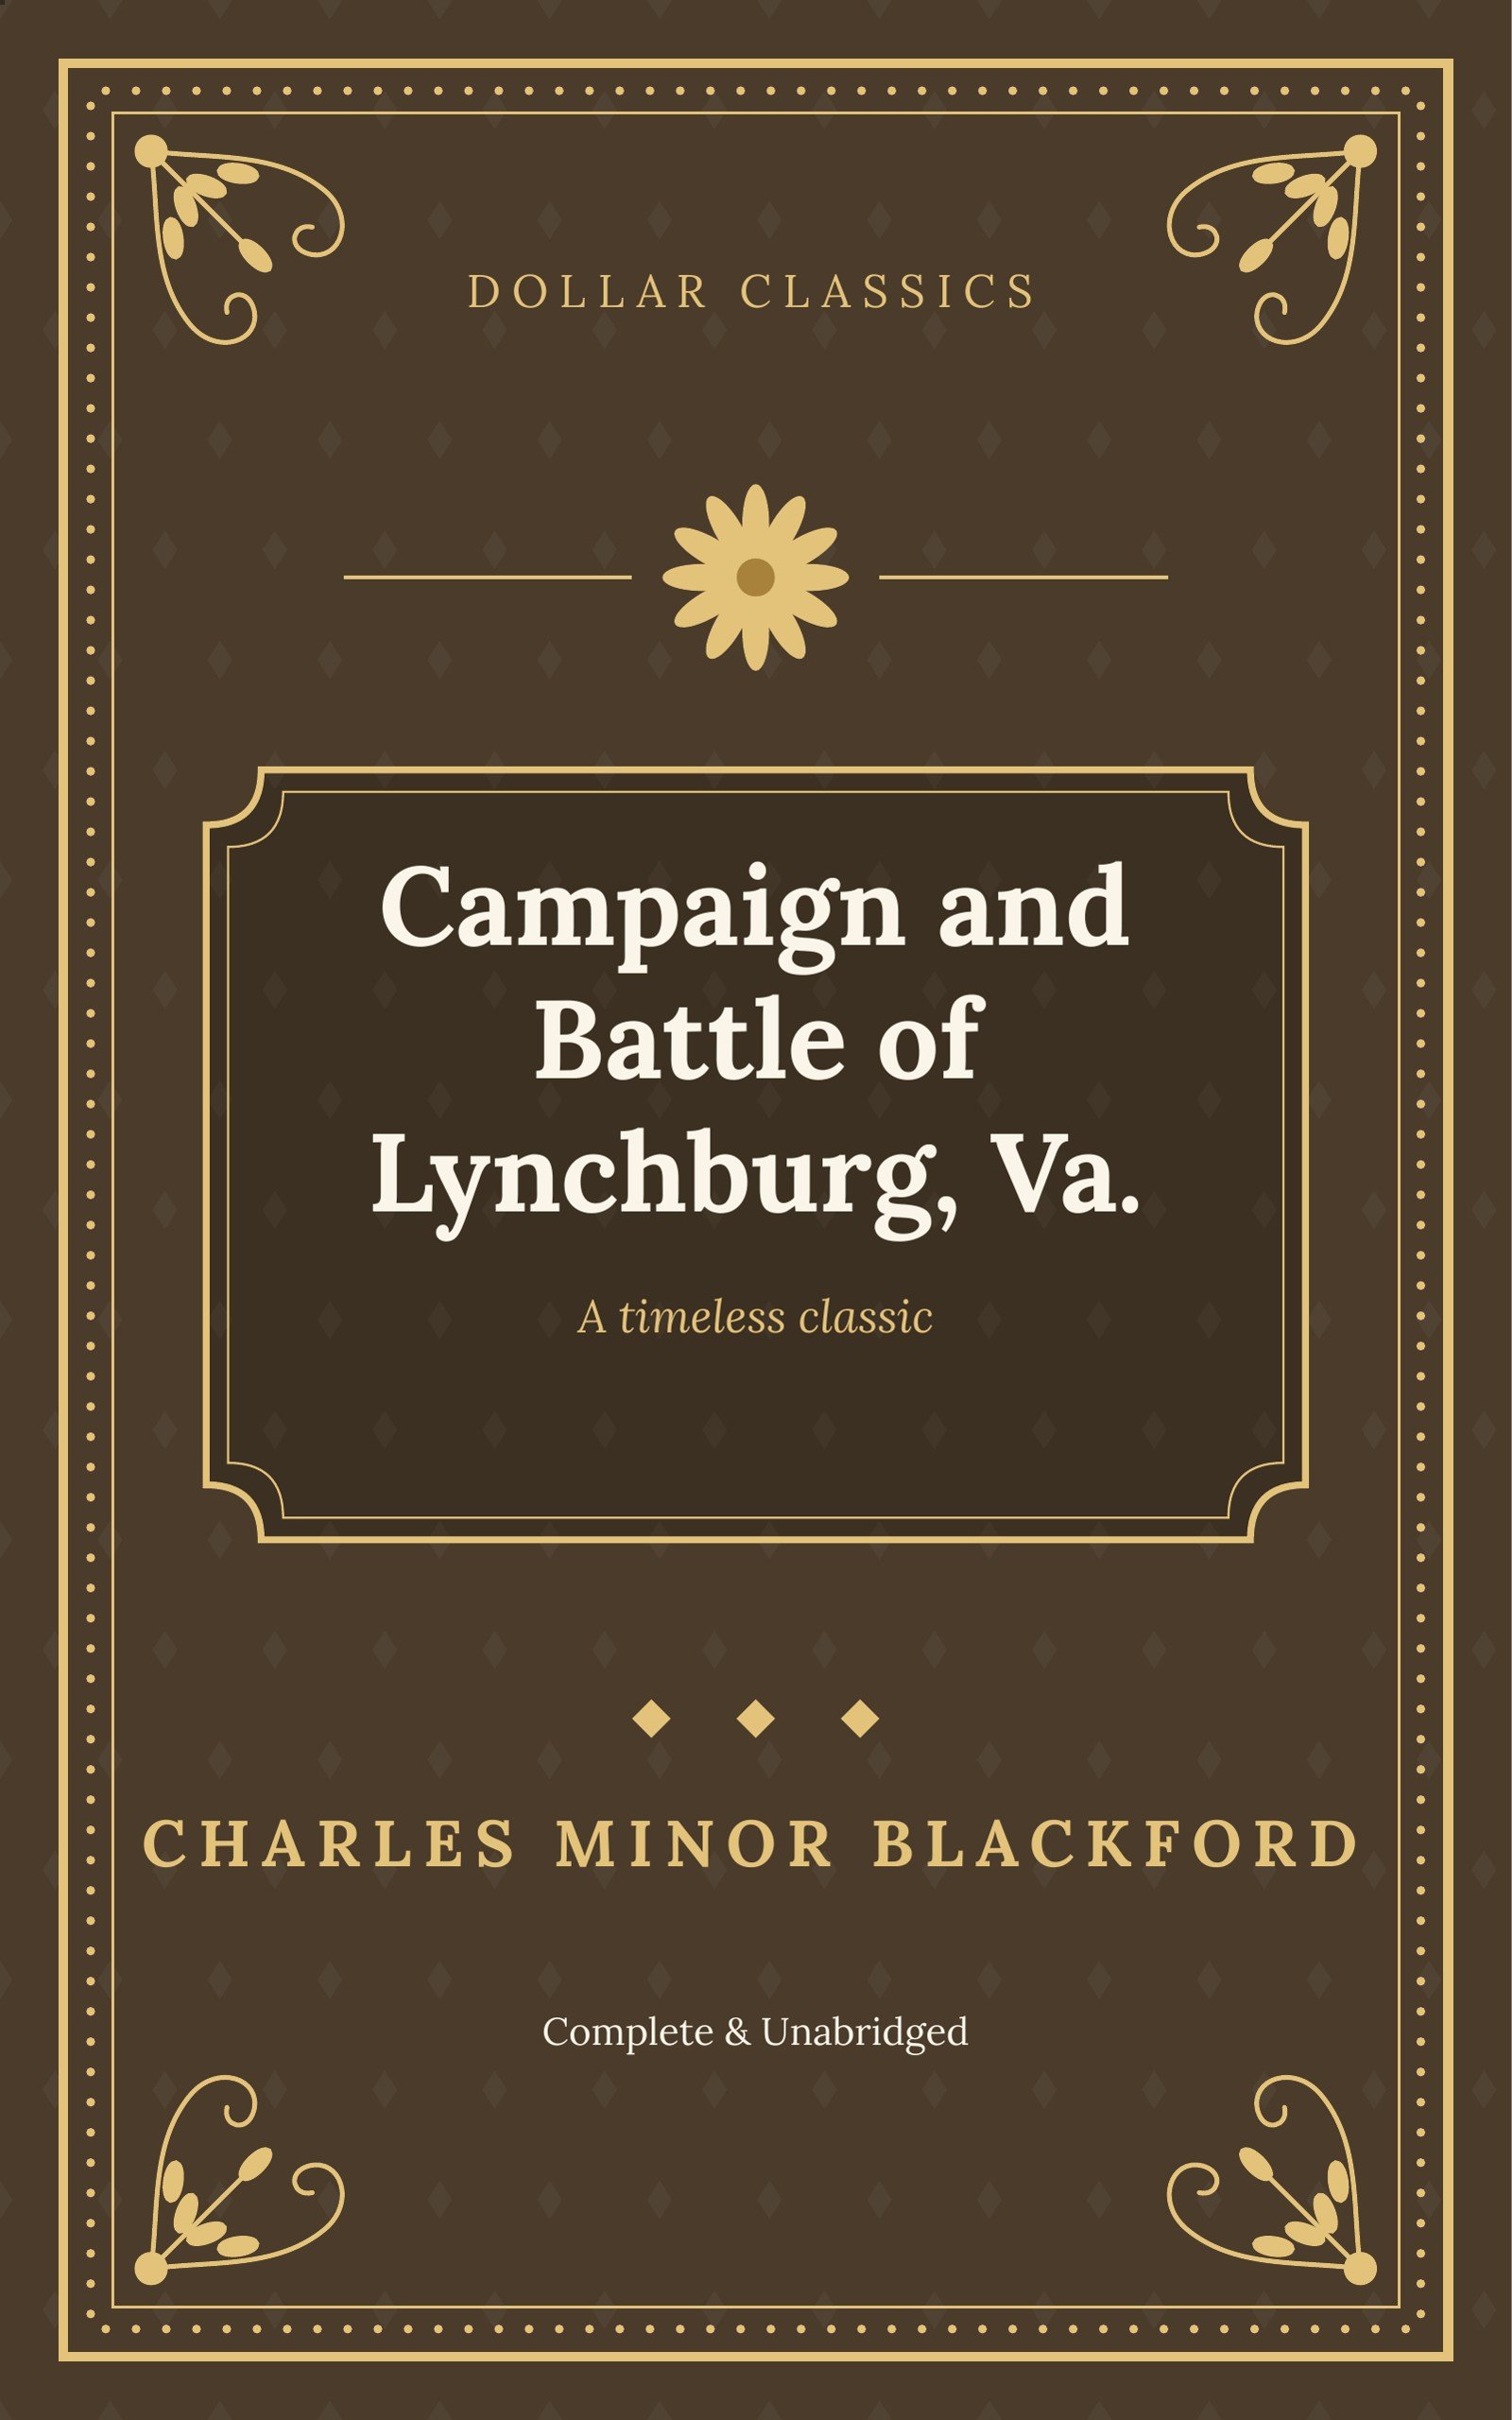 DOLLAR CLASSICS
Campaign and
Battle of
Lynchburg, Va.
A timeless classic
CHARLES MINOR BLACKFORD
Complete & Unabridged